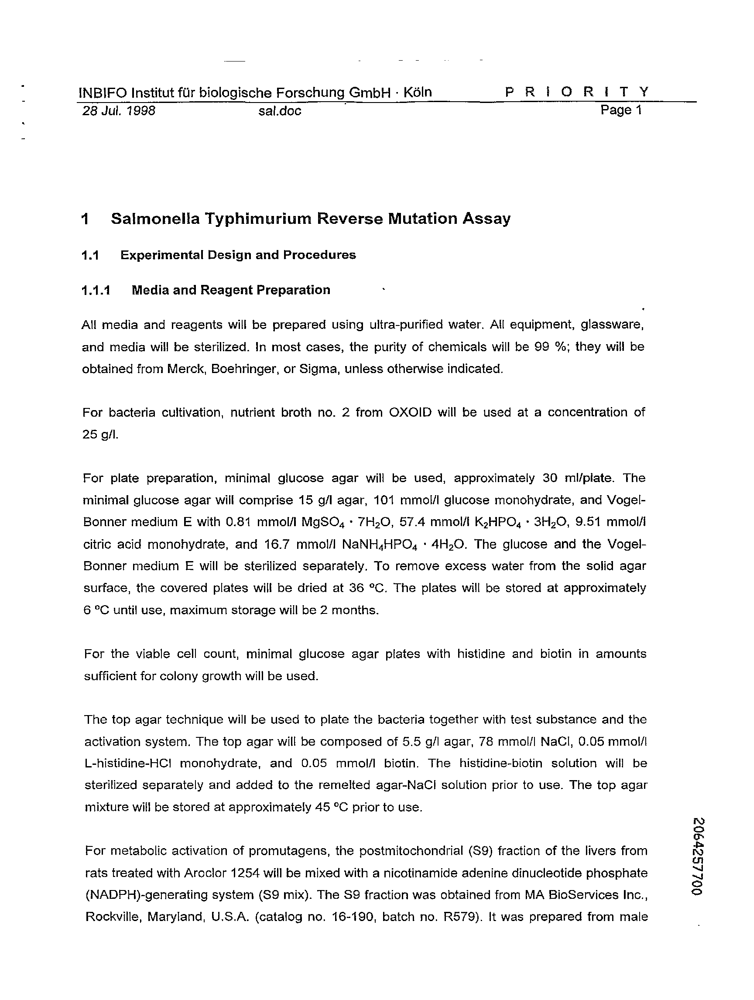 INBIFO Institut für biologische Forschung GmbH · Köln P R I O R I T Y
28 Jul. 1998 sal.doc Page 1
1 Salmonella Typhimurium Reverse Mutation Assay
1.1 Experimental Design and Procedures
1.1.1 Media and Reagent Preparation
All media and reagents will be prepared using ultra-purified water. All equipment, glassware,
and media will be sterilized. In most cases, the purity of chemicals will be 99 %; they will be
obtained from Merck, Boehringer, or Sigma, unless otherwise indicated.
For bacteria cultivation, nutrient broth no. 2 from OXOID will be used at a concentration of
25 g/l.
For plate preparation, minimal glucose agar will be used, approximately 30 ml/plate. The
minimal glucose agar will comprise 15 g/l agar, 101 mmol/l glucose monohydrate, and Vogel-
Bonner medium E with 0.81 mmol/l MgSO₄ · 7H₂O, 57.4 mmol/l K₂HPO₄ · 3H₂O, 9.51 mmol/l
citric acid monohydrate, and 16.7 mmol/l NaNH₄HPO₄ · 4H₂O. The glucose and the Vogel-
Bonner medium E will be sterilized separately. To remove excess water from the solid agar
surface, the covered plates will be dried at 36 ºC. The plates will be stored at approximately
6 ºC until use, maximum storage will be 2 months.
For the viable cell count, minimal glucose agar plates with histidine and biotin in amounts
sufficient for colony growth will be used.
The top agar technique will be used to plate the bacteria together with test substance and the
activation system. The top agar will be composed of 5.5 g/l agar, 78 mmol/l NaCl, 0.05 mmol/l
L-histidine-HCl monohydrate, and 0.05 mmol/l biotin. The histidine-biotin solution will be
sterilized separately and added to the remelted agar-NaCl solution prior to use. The top agar
mixture will be stored at approximately 45 ºC prior to use.
For metabolic activation of promutagens, the postmitochondrial (S9) fraction of the livers from
rats treated with Aroclor 1254 will be mixed with a nicotinamide adenine dinucleotide phosphate
(NADPH)-generating system (S9 mix). The S9 fraction was obtained from MA BioServices Inc.,
Rockville, Maryland, U.S.A. (catalog no. 16-190, batch no. R579). It was prepared from male
2064257700